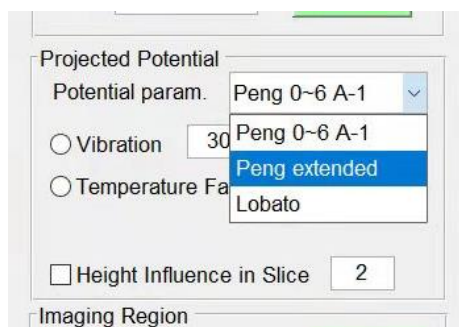 Projected Potential
Potential param. Peng 0~6 A-1
Peng 0~6 A-1
Vibration 30
Peng extended
Temperature Fa
Lobato
Height Influence in Slice 2
Imaging Region